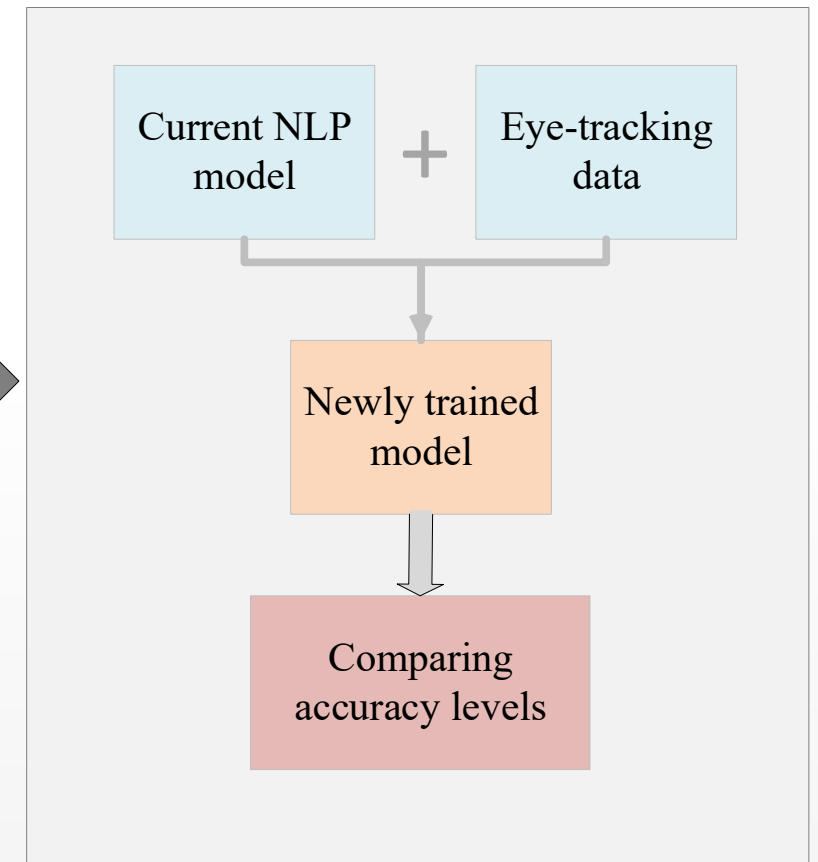 Current NLP
model
+
Eye-tracking
data
Newly trained
model
Comparing
accuracy levels